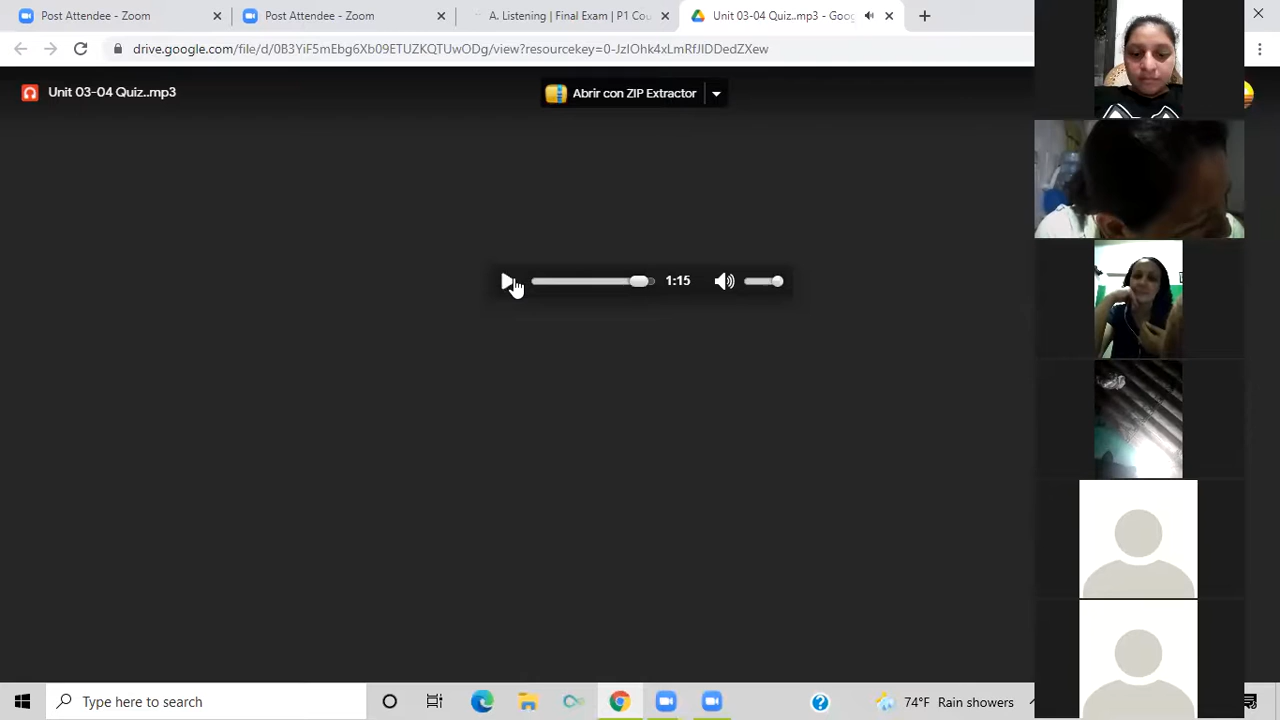 Post Attendee - Zoom
Post Attendee - Zoom
A. Listening | Final Exam | P1 Cou
Unit 03-04 Quiz..mp3 - Goo
drive.google.com/file/d/0B3YiF5mEbg6Xb09ETUZKQTUwODg/view?resourcekey=0-JzIOhk4xLmRfJIDDedZXew
Unit 03-04 Quiz..mp3
Abrir con ZIP Extractor
1:15
Type here to search
74°F Rain showers